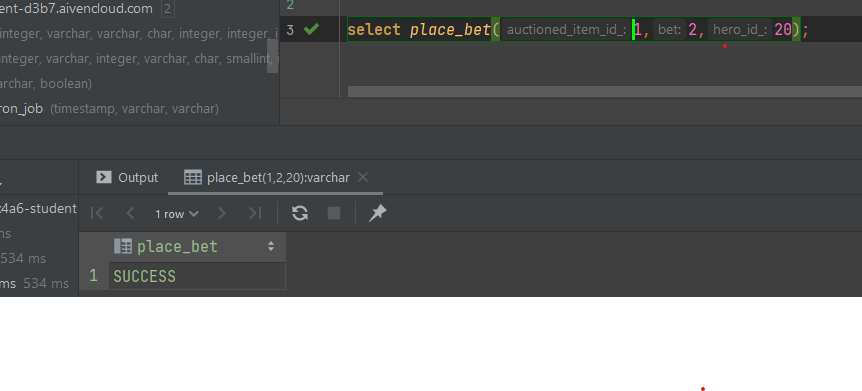 ent-d3b7.aivencloud.com 2
integer, varchar, varchar, char, integer, integer, i
integer, varchar, integer, varchar, char, smallint, i
archar, boolean)
ron_job (timestamp, varchar, varchar)
2
3 select place_bet( auctioned_item_id_: 1, bet: 2, hero_id_: 20);
Output place_bet(1,2,20):varchar
:4a6-student
ms
534 ms
ms 534 ms
1 row
place_bet
1 SUCCESS